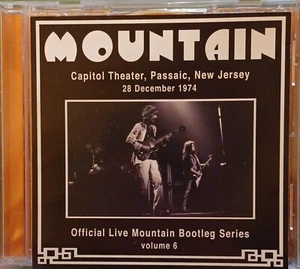 MOUNTAIN
Capitol Theater, Passaic, New Jersey
28 December 1974
Official Live Mountain Bootleg Series
volume 6